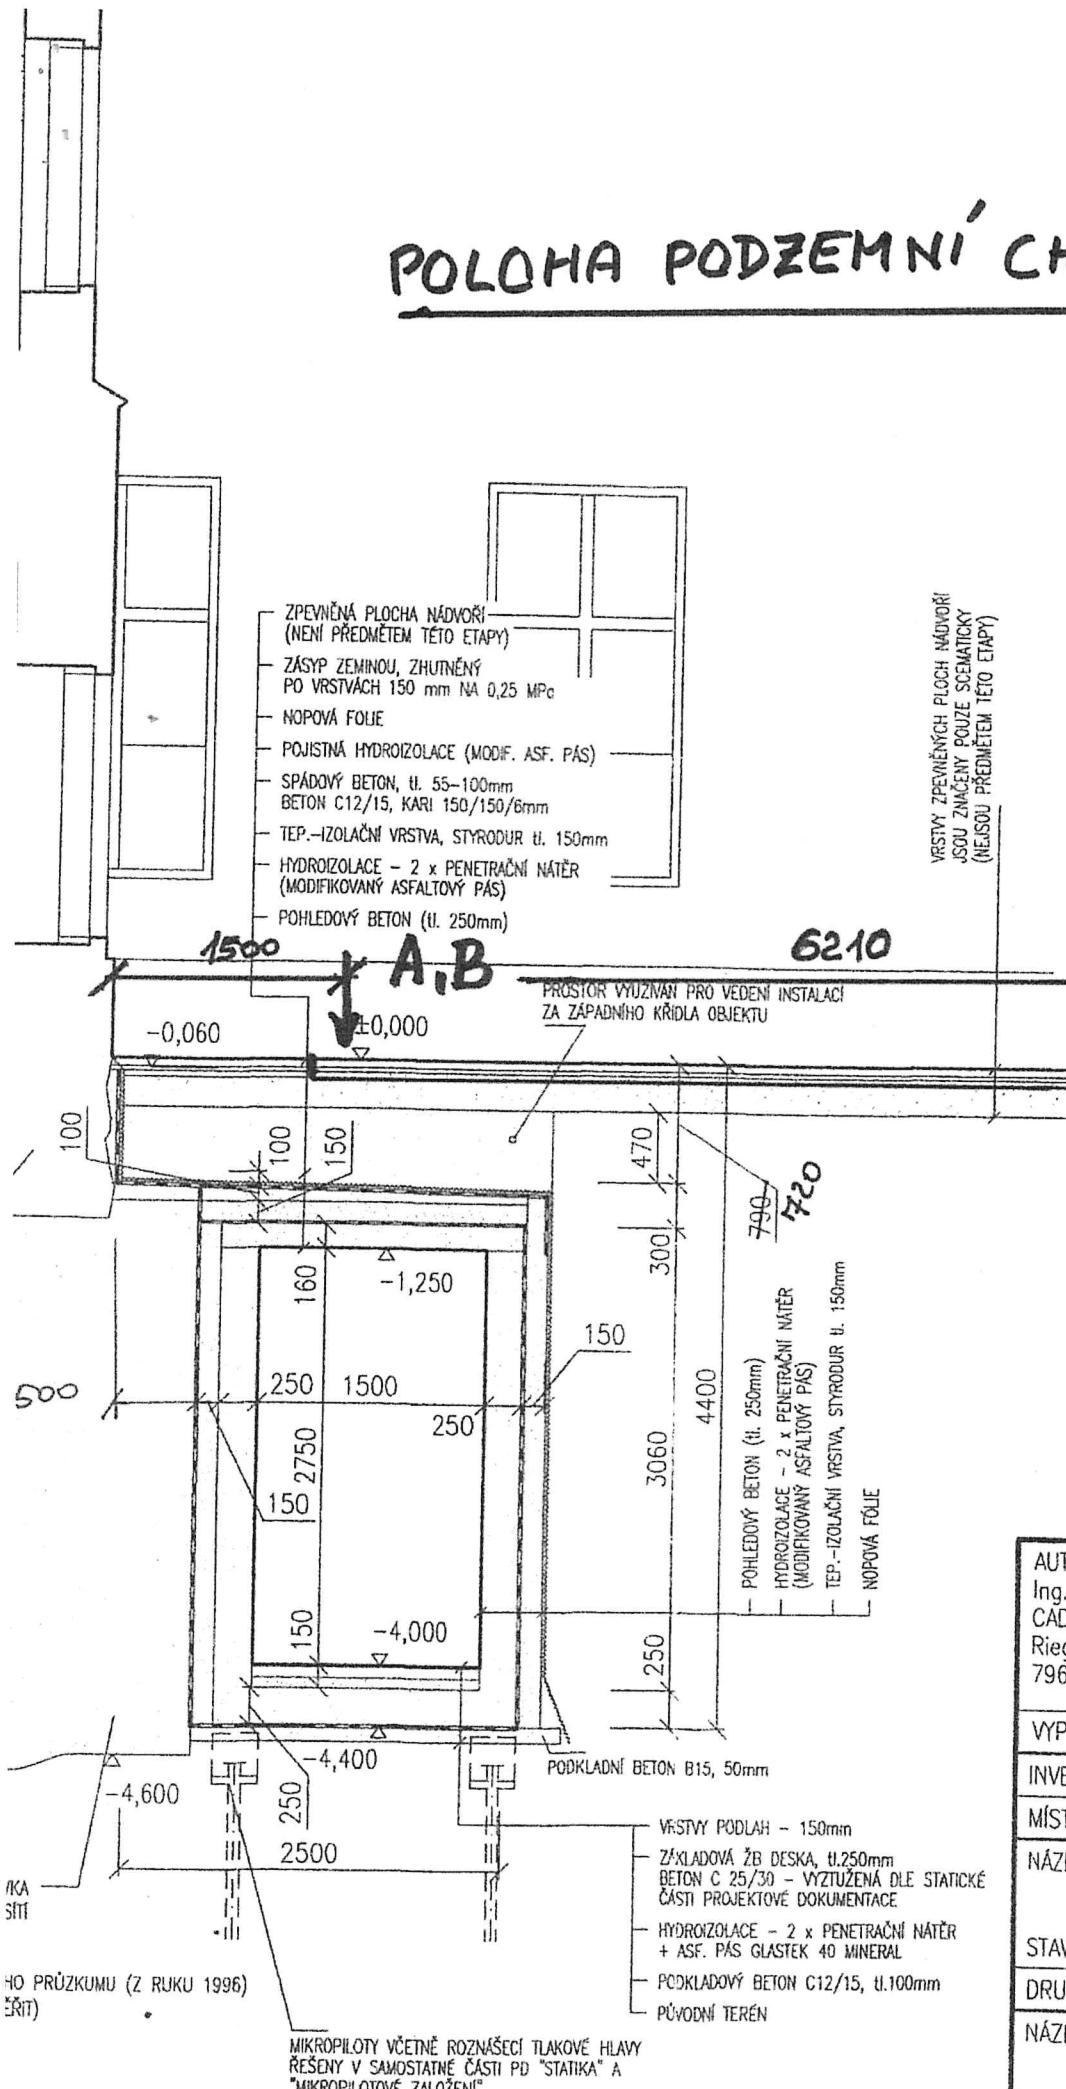 POLOHA PODZEMNÍ CH
ZPEVNĚNÁ PLOCHA NÁDVOŘÍ
(NENÍ PŘEDMĚTEM TÉTO ETAPY)
ZÁSYP ZEMINOU, ZHUTNĚNÝ
PO VRSTVÁCH 150 mm NA 0,25 MPa
NOPOVÁ FOLIE
POJISTNÁ HYDROIZOLACE (MODIF. ASF. PÁS)
SPÁDOVÝ BETON, tl. 55-100mm
BETON C12/15, KARI 150/150/6mm
TEP.-IZOLAČNÍ VRSTVA, STYRODUR tl. 150mm
HYDROIZOLACE - 2 x PENETRAČNÍ NÁTĚR
(MODIFIKOVANÝ ASFALTOVÝ PÁS)
POHLEDOVÝ BETON (tl. 250mm)
VRSTVY ZPEVNĚNÝCH PLOCH NÁDVOŘÍ
JSOU ZNAČENY POUZE SCEMATICKY
(NEJSOU PŘEDMĚTEM TÉTO ETAPY)
1500
A,B
6210
PROSTOR VYUŽÍVÁN PRO VEDENÍ INSTALACÍ
ZA ZÁPADNÍHO KŘÍDLA OBJEKTU
-0,060
±0,000
100
100
150
470
790
720
300
160
-1,250
150
500
250
1500
250
2750
3060
4400
150
POHLEDOVÝ BETON (tl. 250mm)
HYDROIZOLACE - 2 x PENETRAČNÍ NÁTĚR
(MODIFIKOVANÝ ASFALTOVÝ PÁS)
TEP.-IZOLAČNÍ VRSTVA, STYRODUR tl. 150mm
NOPOVÁ FÓLIE
150
-4,000
250
-4,400
PODKLADNÍ BETON B15, 50mm
-4,600
250
2500
VRSTVY PODLAH - 150mm
ZÁKLADOVÁ ŽB DESKA, tl.250mm
BETON C 25/30 - VYZTUŽENÁ DLE STATICKÉ
ČÁSTI PROJEKTOVÉ DOKUMENTACE
HYDROIZOLACE - 2 x PENETRAČNÍ NÁTĚR
+ ASF. PÁS GLASTEK 40 MINERAL
PODKLADOVÝ BETON C12/15, tl.100mm
PŮVODNÍ TERÉN
VKA
SÍTÍ
HO PRŮZKUMU (Z RUKU 1996)
ĚŘIT)
MIKROPILOTY VČETNĚ ROZNÁŠECÍ TLAKOVÉ HLAVY
ŘEŠENY V SAMOSTATNÉ ČÁSTI PD "STATIKA" A
"MIKROPILOTOVÉ ZALOŽENÍ"
AUT
Ing.
CAD
Rieg
796
VYP
INVE
MÍST
NÁZE
STAV
DRU
NÁZE